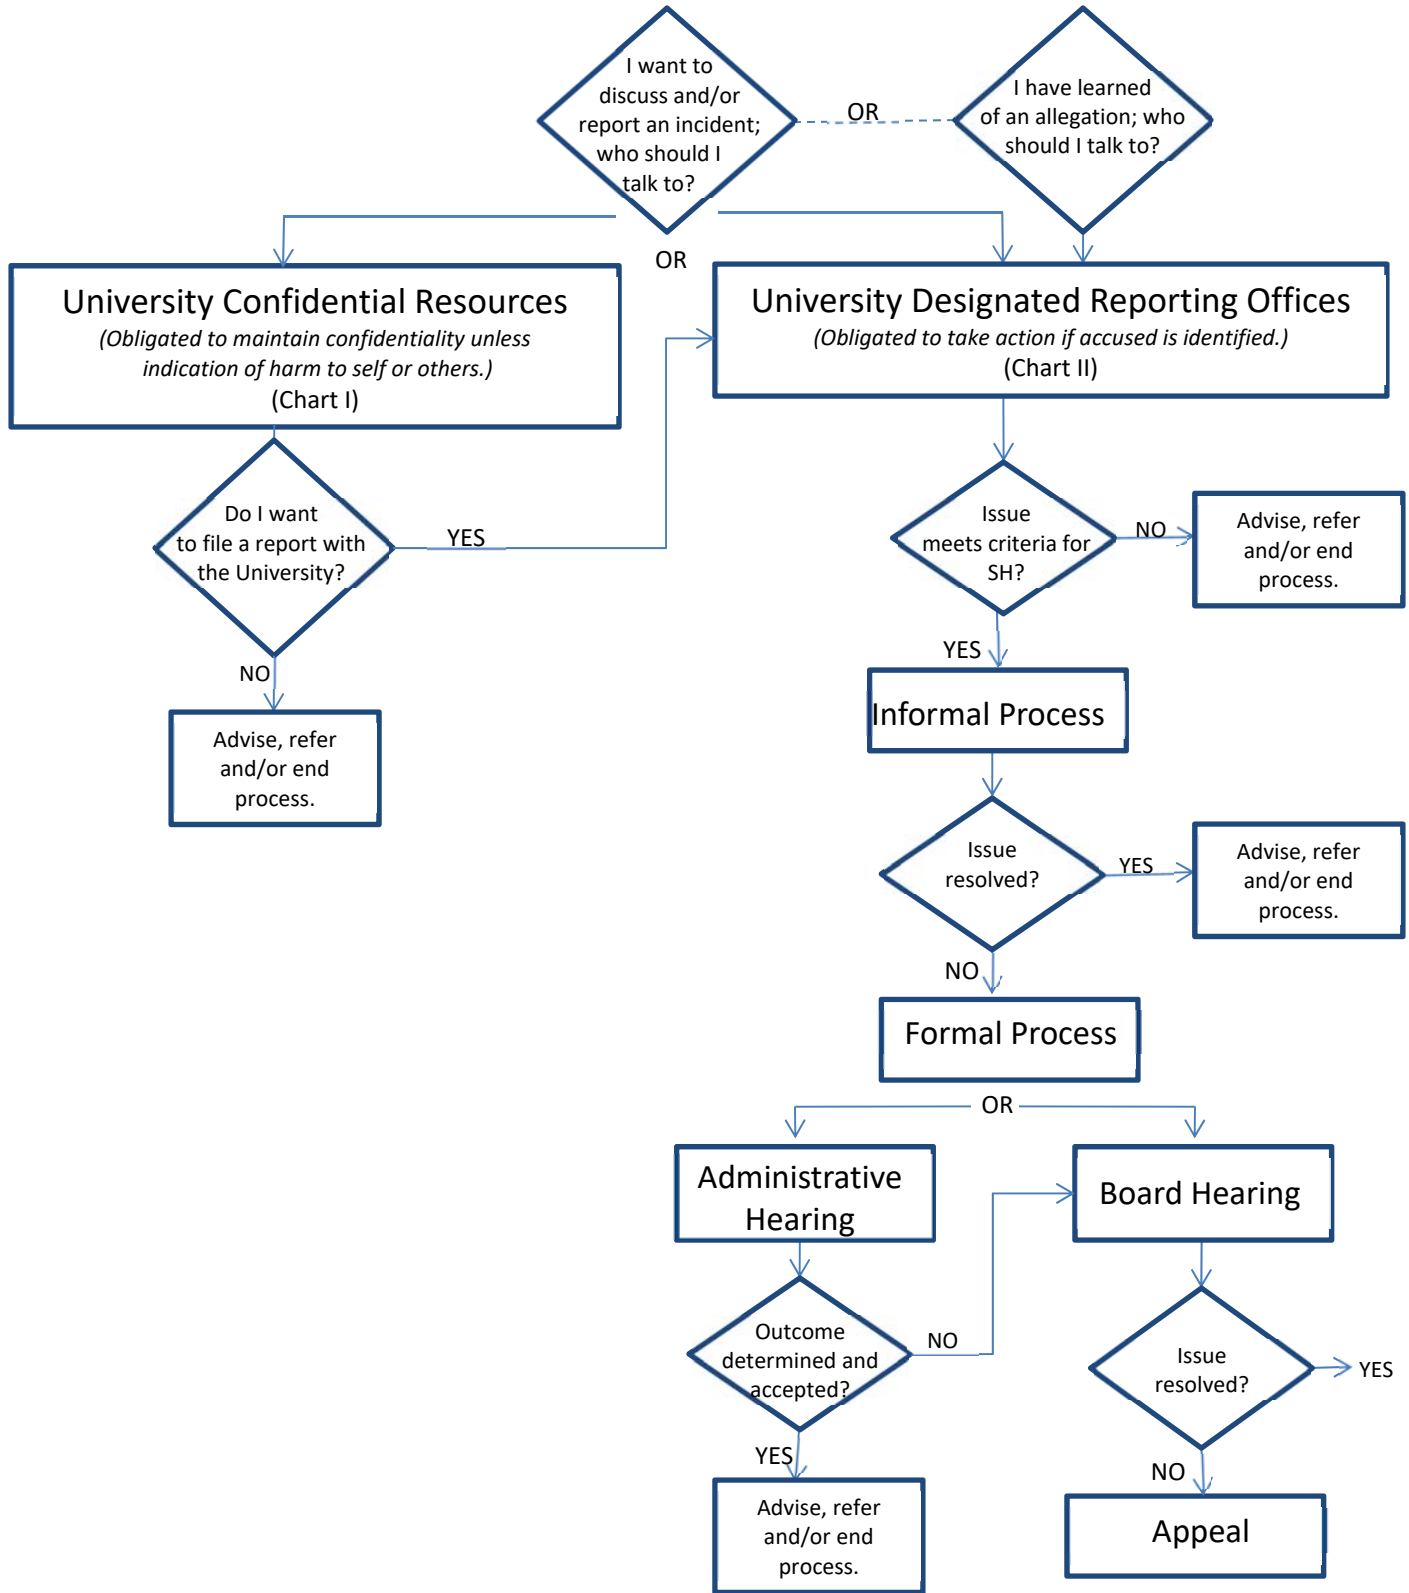 I want to
discuss and/or
report an incident;
who should I
talk to?
OR
I have learned
of an allegation; who
should I talk to?
OR
University Confidential Resources
(Obligated to maintain confidentiality unless
indication of harm to self or others.)
(Chart I)
University Designated Reporting Offices
(Obligated to take action if accused is identified.)
(Chart II)
Do I want
to file a report with
the University?
YES
NO
Advise, refer
and/or end
process.
Issue
meets criteria for
SH?
NO
Advise, refer
and/or end
process.
YES
Informal Process
Issue
resolved?
YES
Advise, refer
and/or end
process.
NO
Formal Process
OR
Administrative
Hearing
Board Hearing
Outcome
determined and
accepted?
NO
YES
Advise, refer
and/or end
process.
Issue
resolved?
YES
NO
Appeal